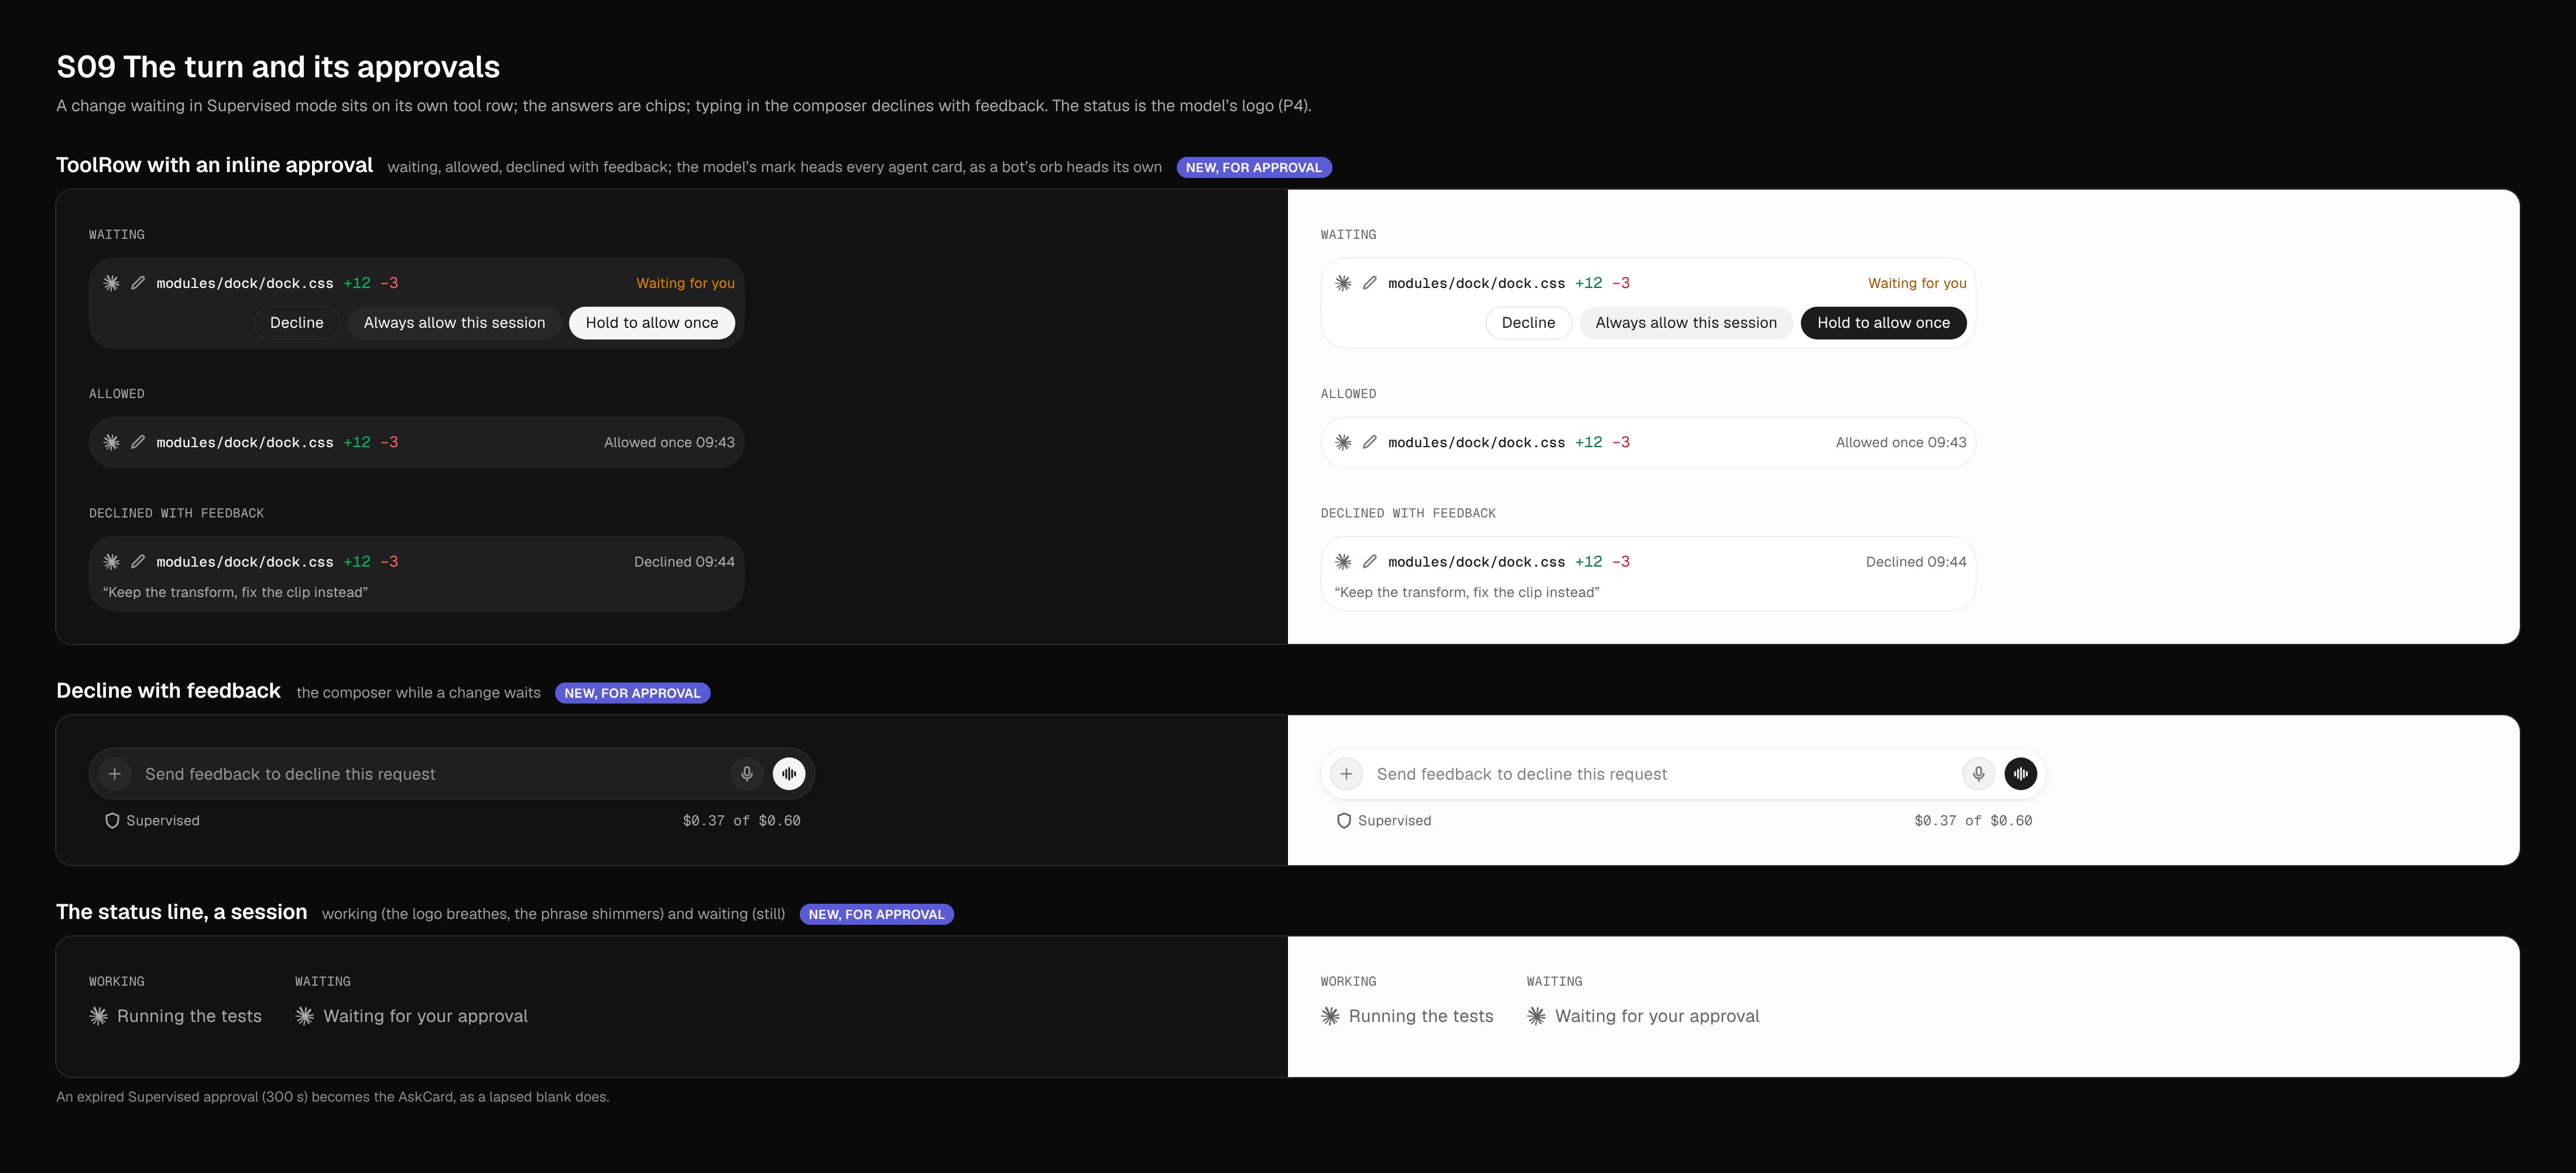 S09 The turn and its approvals
A change waiting in Supervised mode sits on its own tool row; the answers are chips; typing in the composer declines with feedback. The status is the model’s logo (P4).
ToolRow with an inline approval waiting, allowed, declined with feedback; the model’s mark heads every agent card, as a bot’s orb heads its own NEW, FOR APPROVAL
WAITING
modules/dock/dock.css +12 −3 Waiting for you
Decline Always allow this session Hold to allow once
ALLOWED
modules/dock/dock.css +12 −3 Allowed once 09:43
DECLINED WITH FEEDBACK
modules/dock/dock.css +12 −3 Declined 09:44
“Keep the transform, fix the clip instead”
WAITING
modules/dock/dock.css +12 −3 Waiting for you
Decline Always allow this session Hold to allow once
ALLOWED
modules/dock/dock.css +12 −3 Allowed once 09:43
DECLINED WITH FEEDBACK
modules/dock/dock.css +12 −3 Declined 09:44
“Keep the transform, fix the clip instead”
Decline with feedback the composer while a change waits NEW, FOR APPROVAL
Send feedback to decline this request
Supervised $0.37 of $0.60
Send feedback to decline this request
Supervised $0.37 of $0.60
The status line, a session working (the logo breathes, the phrase shimmers) and waiting (still) NEW, FOR APPROVAL
WORKING WAITING
Running the tests Waiting for your approval
WORKING WAITING
Running the tests Waiting for your approval
An expired Supervised approval (300 s) becomes the AskCard, as a lapsed blank does.